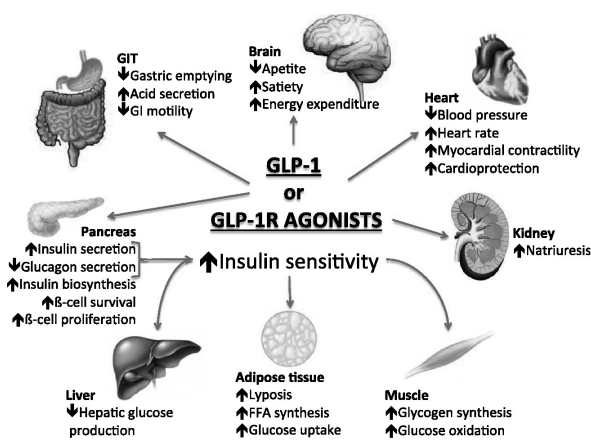 GIT
↓Gastric emptying
↑Acid secretion
↓GI motility
Brain
↓Apetite
↑Satiety
↑Energy expenditure
Heart
↓Blood pressure
↑Heart rate
↑Myocardial contractility
↑Cardioprotection
GLP-1
or
GLP-1R AGONISTS
Pancreas
↑Insulin secretion
↓Glucagon secretion
↑Insulin biosynthesis
↑ß-cell survival
↑ß-cell proliferation
Kidney
↑Natriuresis
↑Insulin sensitivity
Liver
↓Hepatic glucose
production
Adipose tissue
↑Lyposis
↑FFA synthesis
↑Glucose uptake
Muscle
↑Glycogen synthesis
↑Glucose oxidation